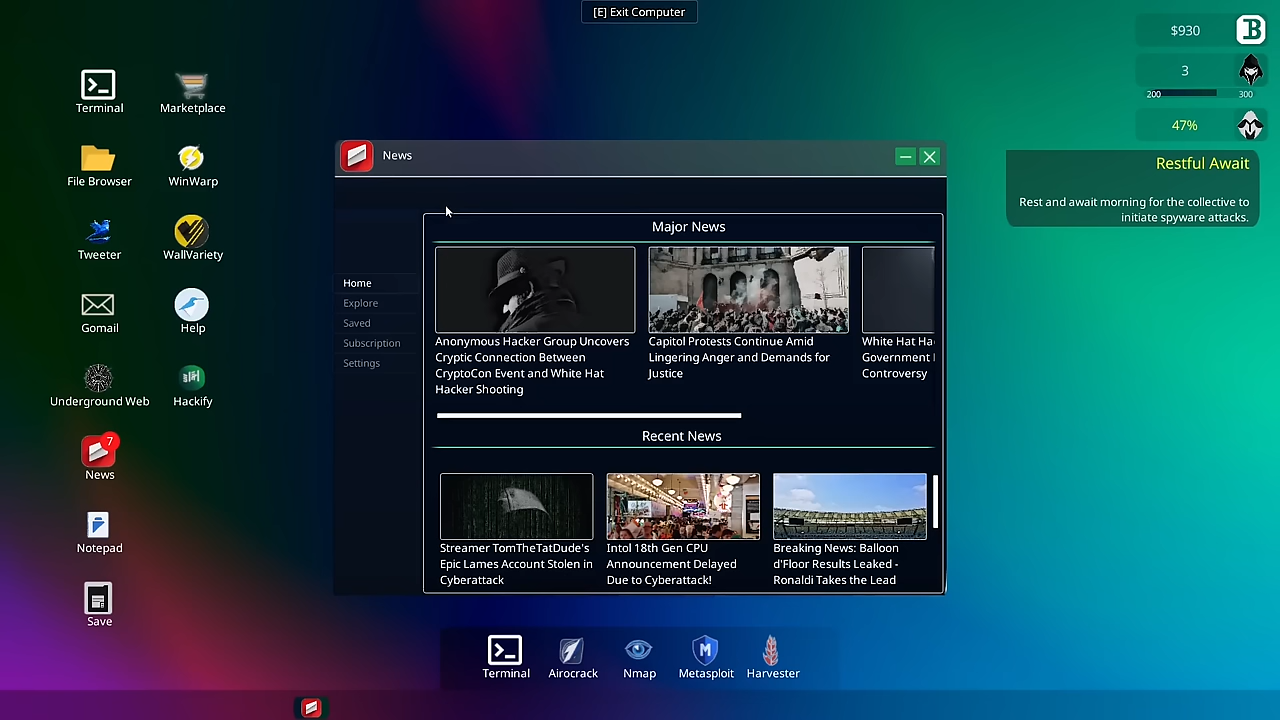 [E] Exit Computer
$930
B
3
200
300
47%
Restful Await
Rest and await morning for the collective to
initiate spyware attacks.
Terminal
Marketplace
File Browser
WinWarp
Tweeter
WallVariety
Gomail
Help
Underground Web
Hackify
7
News
Notepad
Save
News
Home
Explore
Saved
Subscription
Settings
Major News
Anonymous Hacker Group Uncovers
Cryptic Connection Between
CryptoCon Event and White Hat
Hacker Shooting
Capitol Protests Continue Amid
Lingering Anger and Demands for
Justice
White Hat Ha
Government
Controversy
Recent News
Streamer TomTheTatDude's
Epic Lames Account Stolen in
Cyberattack
Intol 18th Gen CPU
Announcement Delayed
Due to Cyberattack!
Breaking News: Balloon
d'Floor Results Leaked -
Ronaldi Takes the Lead
M
Terminal
Airocrack
Nmap
Metasploit
Harvester